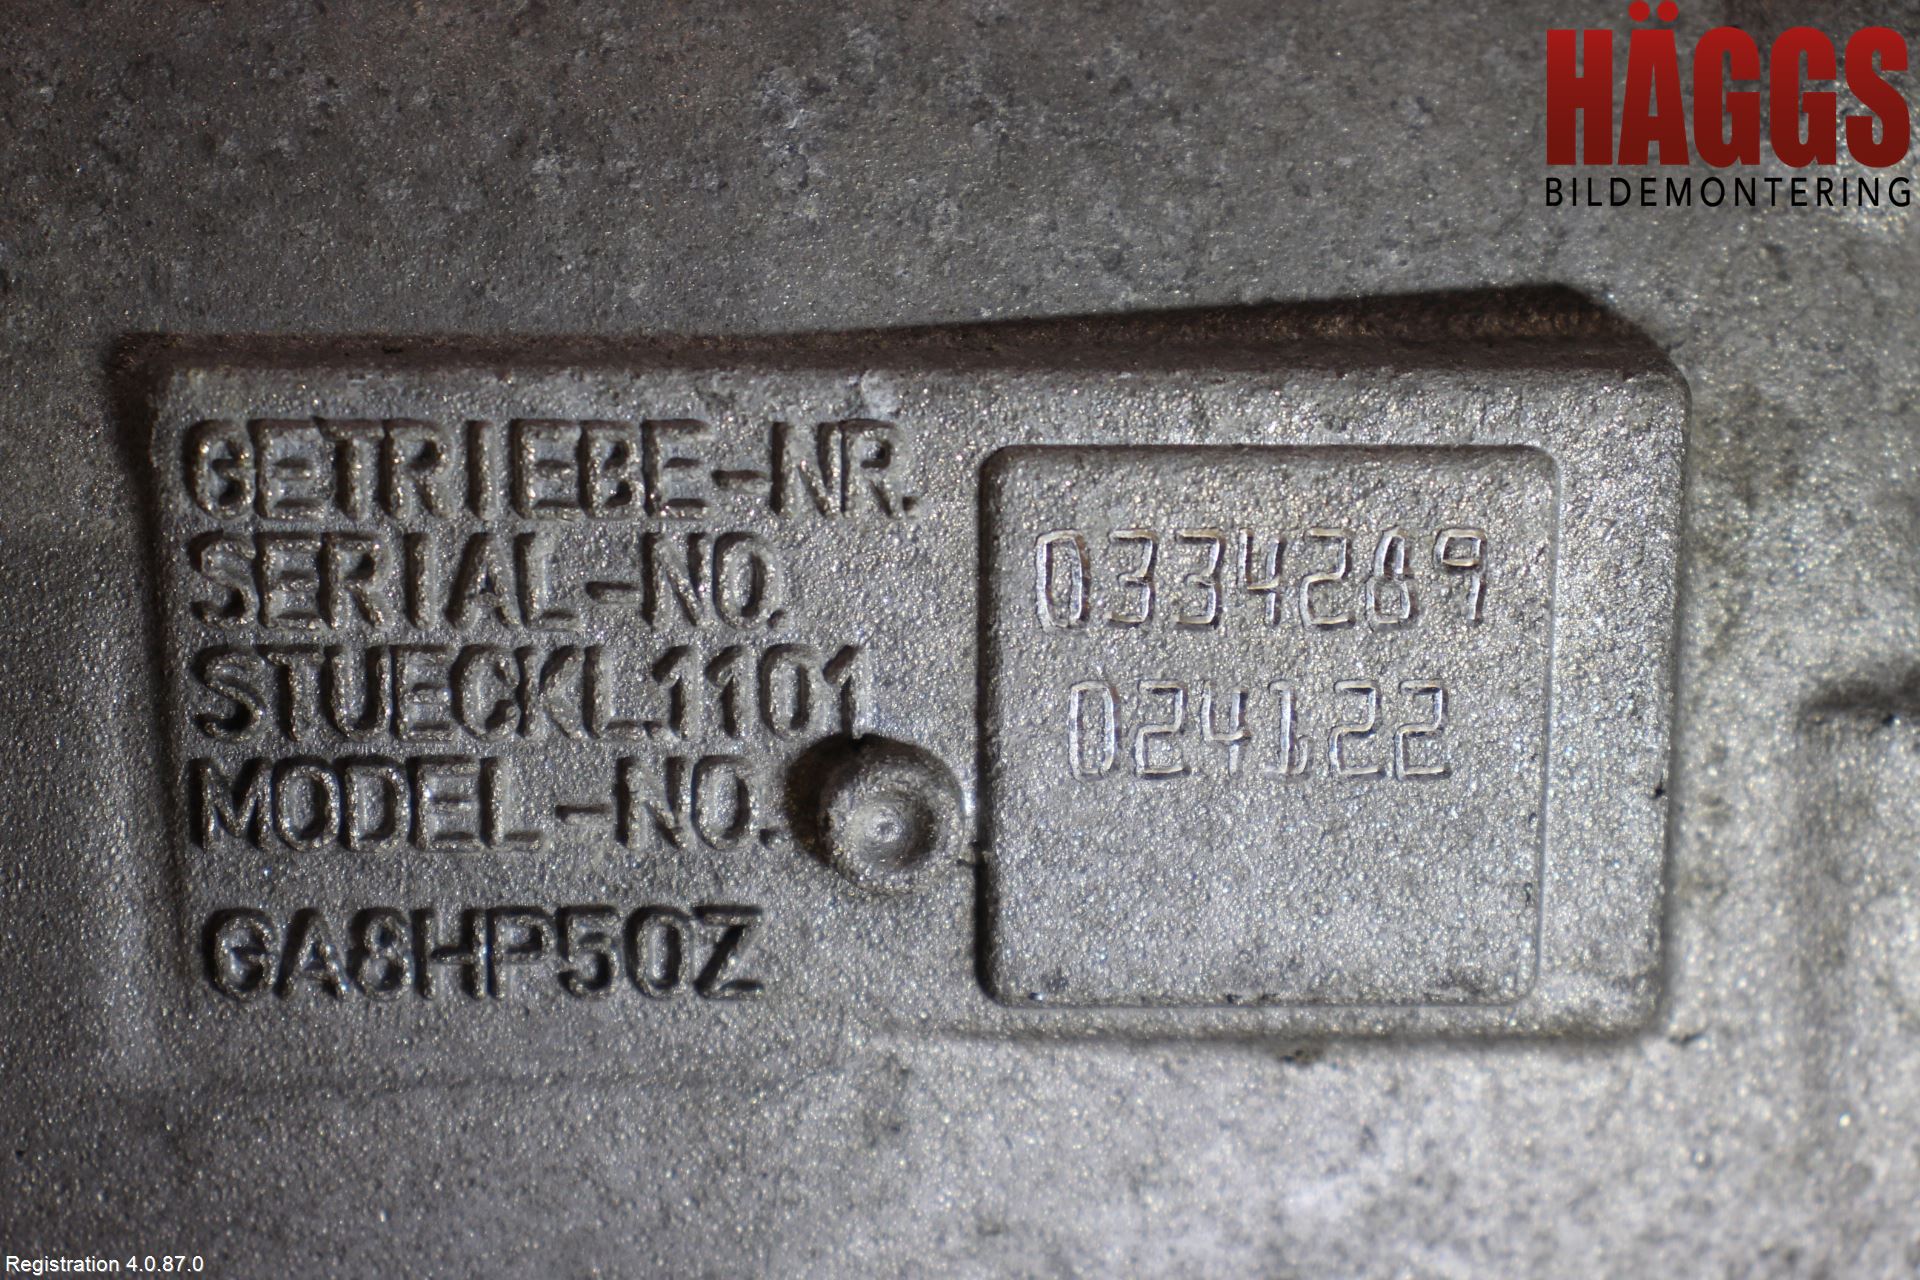 HÄGGS
BILDEMONTERING
GETRIEBE-NR.
SERIAL-NO.
STUECKL.1101
MODEL-NO.
GA8HP50Z
0334289
024122
Registration 4.0.87.0